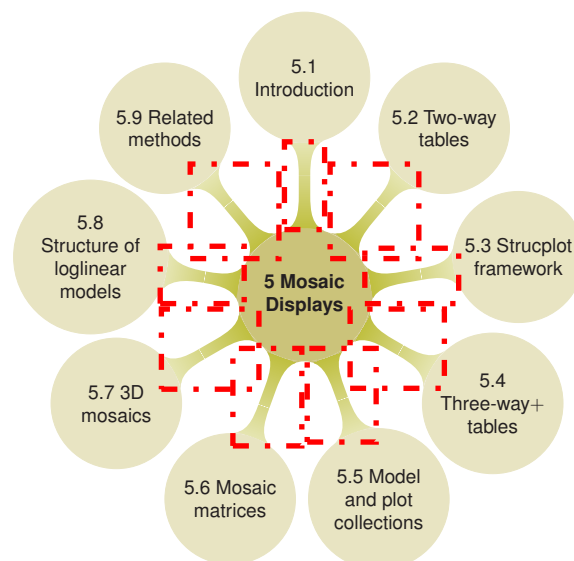 5.1
Introduction
5.2 Two-way
tables
5.3 Strucplot
framework
5.4
Three-way+
tables
5.5 Model
and plot
collections
5.6 Mosaic
matrices
5.7 3D
mosaics
5.8
Structure of
loglinear
models
5.9 Related
methods
5 Mosaic
Displays